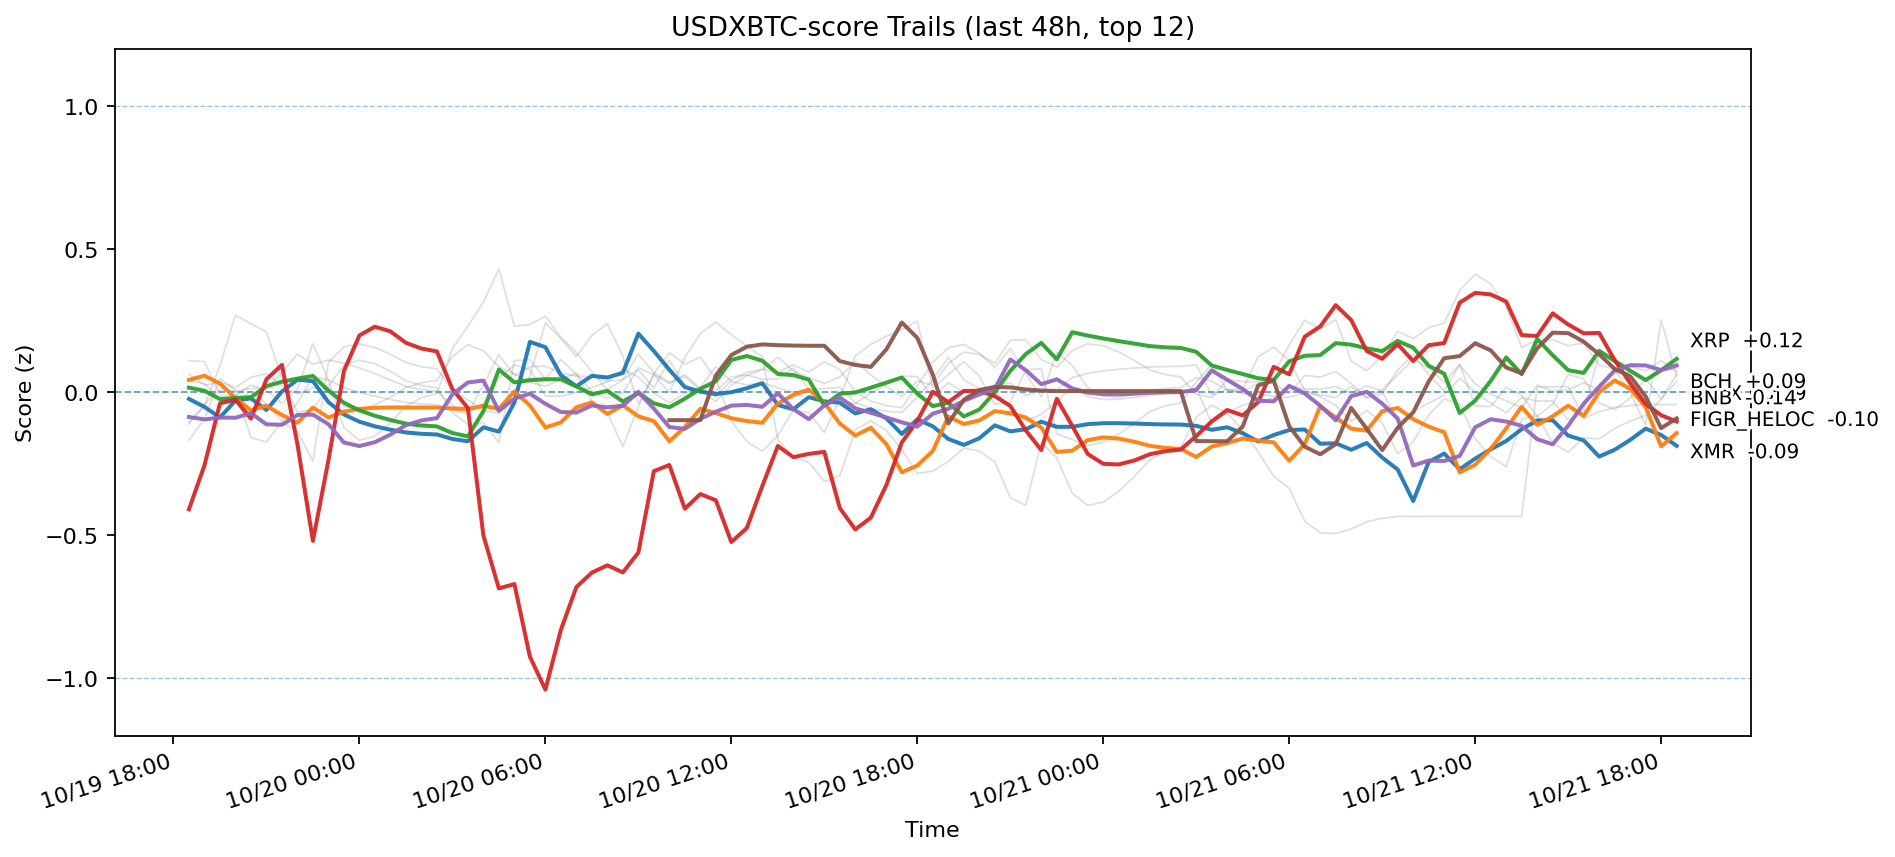 USDXBTC-score Trails (last 48h, top 12)
Score (z)
1.0
0.5
0.0
−0.5
−1.0
XRP +0.12
BCH +0.09
BNB -0.14
FIGR_HELOC -0.10
XMR -0.09
10/19 18:00
10/20 00:00
10/20 06:00
10/20 12:00
10/20 18:00
10/21 00:00
10/21 06:00
10/21 12:00
10/21 18:00
Time